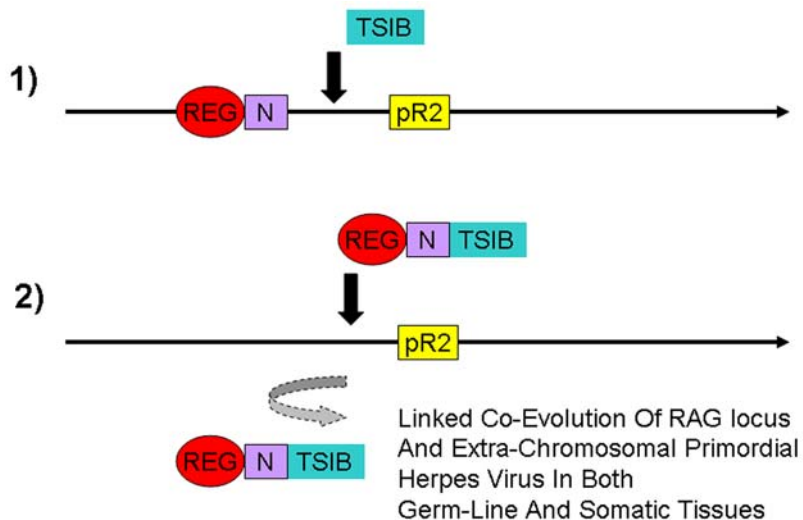 TSIB
1)
REG N pR2
REG N TSIB
2)
pR2
REG N TSIB
Linked Co-Evolution Of RAG locus
And Extra-Chromosomal Primordial
Herpes Virus In Both
Germ-Line And Somatic Tissues